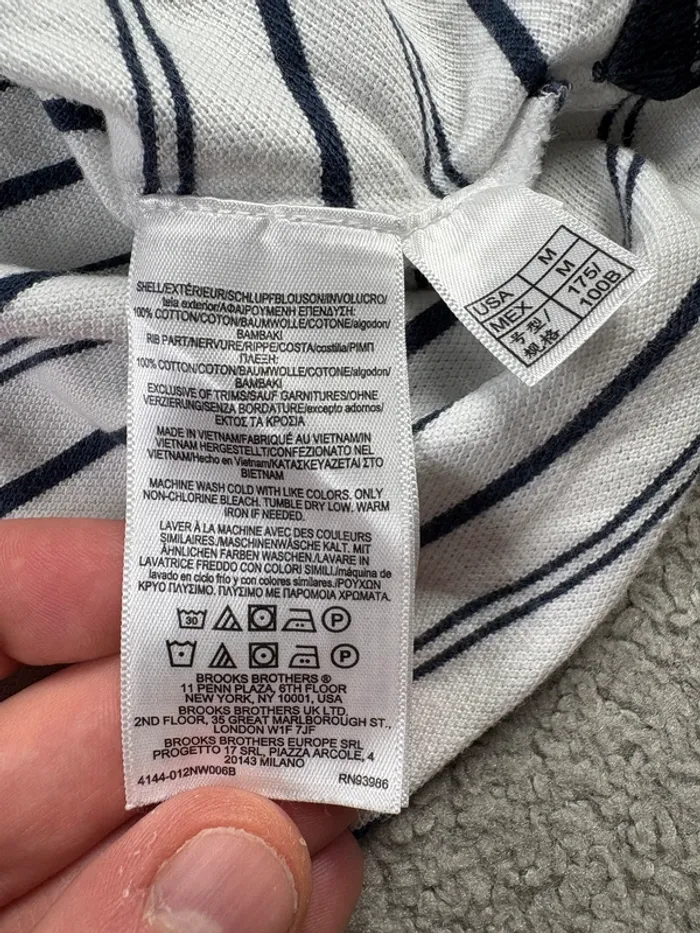 SHELL/EXTÉRIEUR/SCHLUPFBLOUSON/INVOLUCRO/
tela exterior/ΑΦΑΙΡΟΥΜΕΝΗ ΕΠΕΝΔΥΣΗ:
100% COTTON/COTON/BAUMWOLLE/COTONE/algodon/
ΒΑΜΒΑΚΙ
RIB PART/NERVURE/RIPPE/COSTA/costilla/ΡΙΜΠ
ΠΛΕΞΗ:
100% COTTON/COTON/BAUMWOLLE/COTONE/algodon/
ΒΑΜΒΑΚΙ
EXCLUSIVE OF TRIMS/SAUF GARNITURES/OHNE
VERZIERUNG/SENZA BORDATURE/excepto adornos/
ΕΚΤΟΣ ΤΑ ΚΡΟΣΙΑ
MADE IN VIETNAM/FABRIQUÉ AU VIETNAM/IN
VIETNAM HERGESTELLT/CONFEZIONATO NEL
VIETNAM/Hecho en Vietnam/ΚΑΤΑΣΚΕΥΑΖΕΤΑΙ ΣΤΟ
ΒΙΕΤΝΑΜ
MACHINE WASH COLD WITH LIKE COLORS. ONLY
NON-CHLORINE BLEACH. TUMBLE DRY LOW, WARM
IRON IF NEEDED.
LAVER À LA MACHINE AVEC DES COULEURS
SIMILAIRES./MASCHINENWÄSCHE KALT. MIT
ÄHNLICHEN FARBEN WASCHEN./LAVARE IN
LAVATRICE FREDDO CON COLORI SIMILI./máquina de
lavado en ciclo frío y con colores similares./ΡΟΥΧΩΝ
ΚΡΥΟ ΠΛΥΣΙΜΟ. ΠΛΥΣΙΜΟ ΜΕ ΠΑΡΟΜΟΙΑ ΧΡΩΜΑΤΑ.
30 P
P
BROOKS BROTHERS ®
11 PENN PLAZA, 6TH FLOOR
NEW YORK, NY 10001, USA
BROOKS BROTHERS UK LTD.
2ND FLOOR, 35 GREAT MARLBOROUGH ST.,
LONDON W1F 7JF
BROOKS BROTHERS EUROPE SRL
PROGETTO 17 SRL, PIAZZA ARCOLE, 4
20143 MILANO
4144-012NW006B RN93986
USA M
MEX M
号型/ 175/
规格 100B